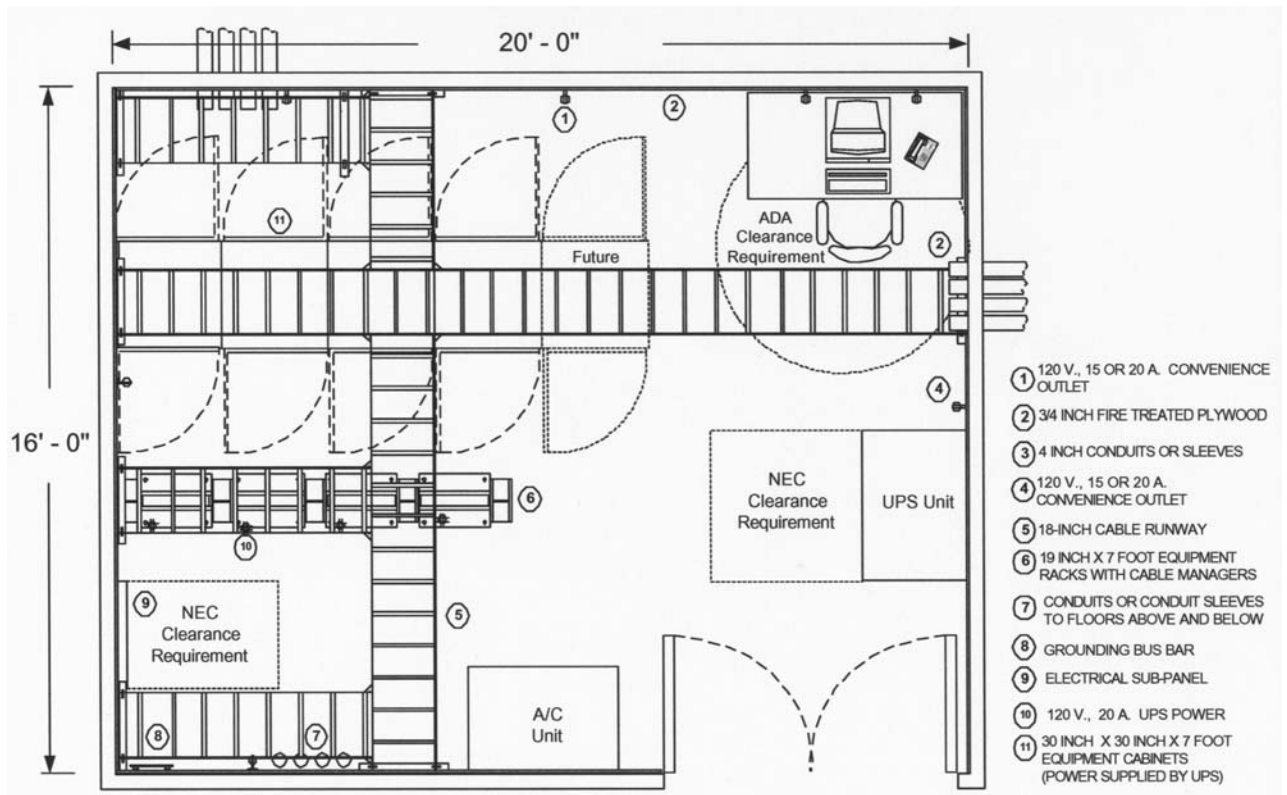 20' - 0"
1
2
ADA
Clearance
Requirement
11
2
Future
16' - 0"
4
NEC
Clearance
Requirement
UPS Unit
6
10
9
NEC
Clearance
Requirement
5
A/C
Unit
8
7
1 120 V., 15 OR 20 A. CONVENIENCE
OUTLET
2 3/4 INCH FIRE TREATED PLYWOOD
3 4 INCH CONDUITS OR SLEEVES
4 120 V., 15 OR 20 A.
CONVENIENCE OUTLET
5 18-INCH CABLE RUNWAY
6 19 INCH X 7 FOOT EQUIPMENT
RACKS WITH CABLE MANAGERS
7 CONDUITS OR CONDUIT SLEEVES
TO FLOORS ABOVE AND BELOW
8 GROUNDING BUS BAR
9 ELECTRICAL SUB-PANEL
10 120 V., 20 A. UPS POWER
11 30 INCH X 30 INCH X 7 FOOT
EQUIPMENT CABINETS
(POWER SUPPLIED BY UPS)